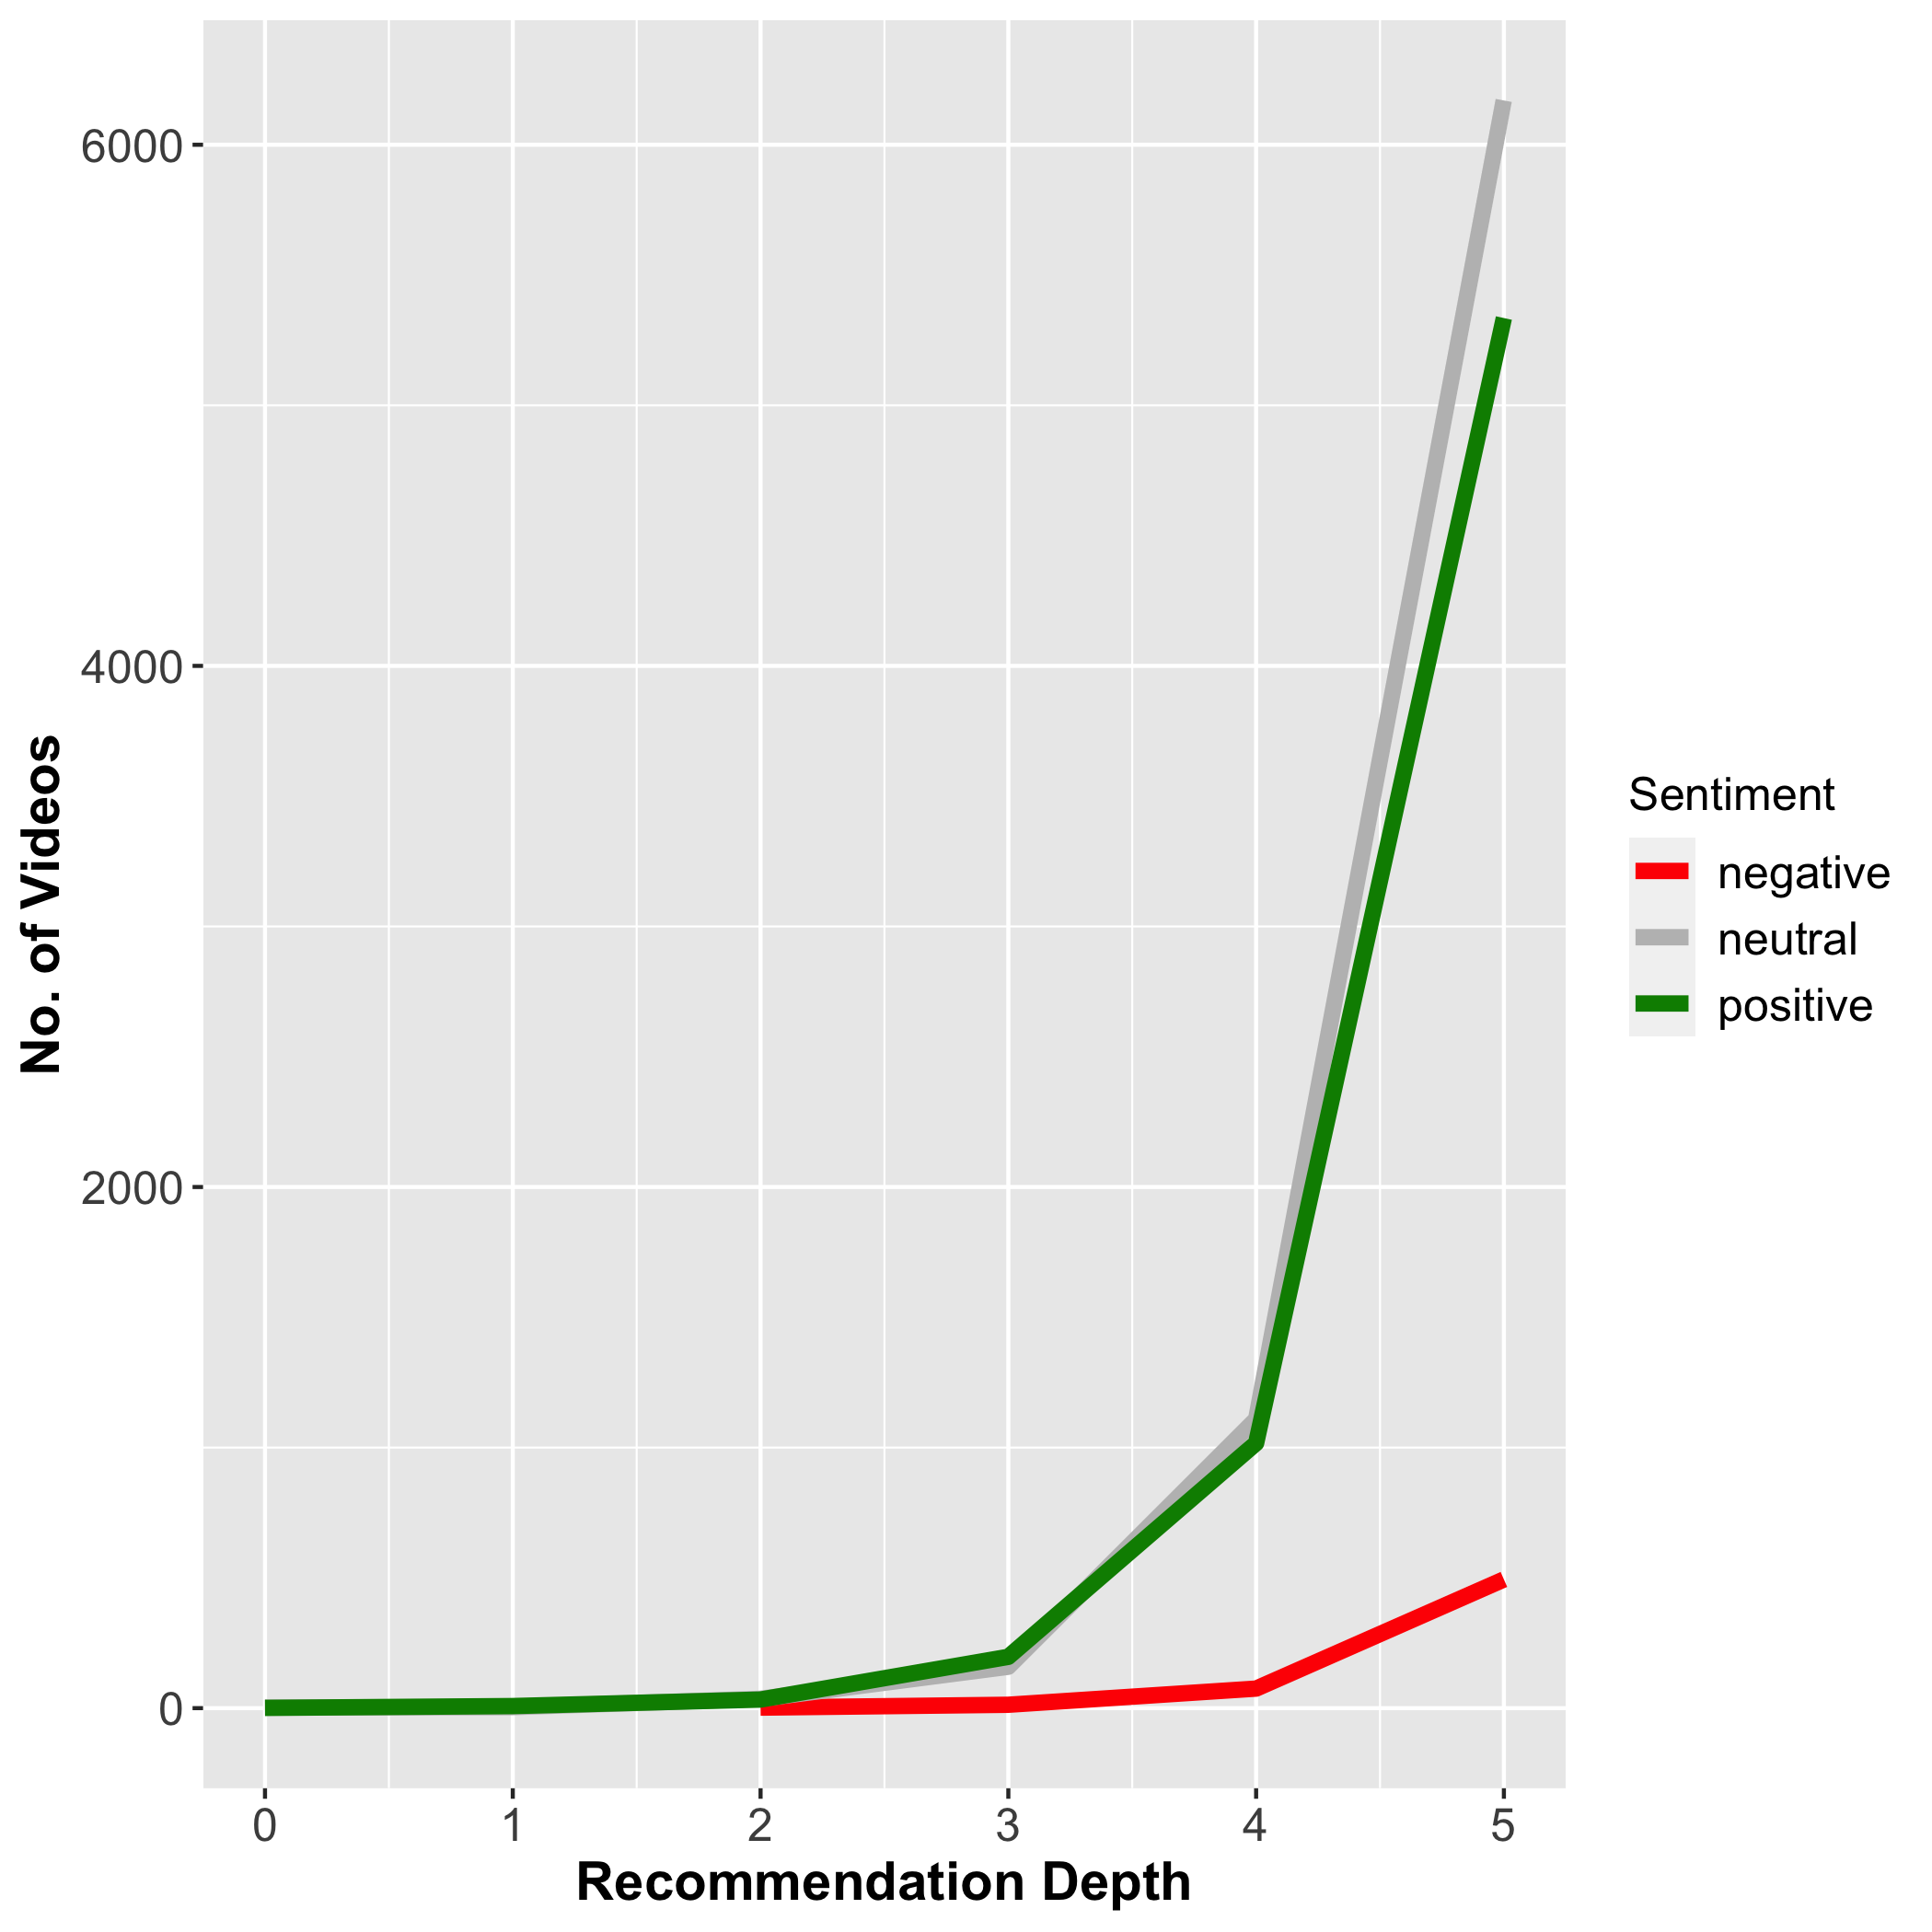 No. of Videos
6000
4000
2000
0
0 1 2 3 4 5
Recommendation Depth
Sentiment
negative
neutral
positive